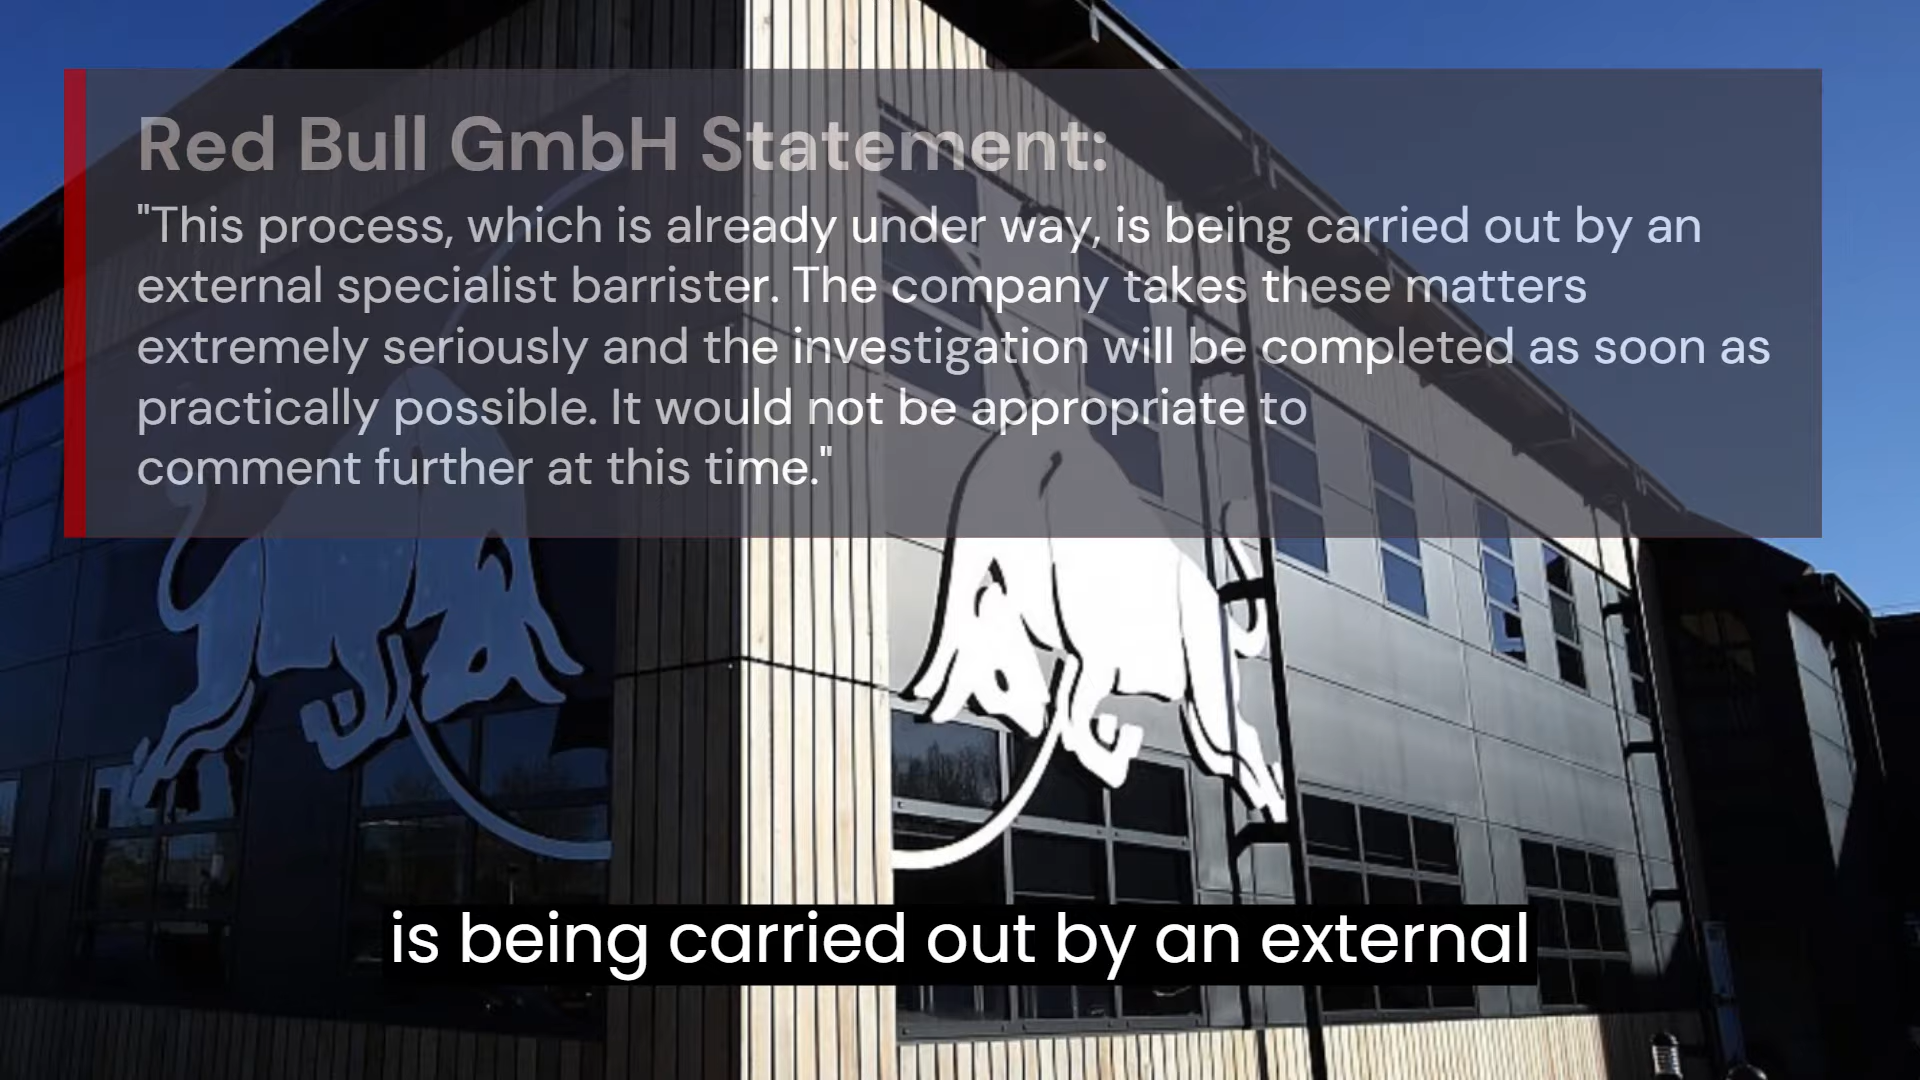 Red Bull GmbH Statement:
"This process, which is already under way, is being carried out by an
external specialist barrister. The company takes these matters
extremely seriously and the investigation will be completed as soon as
practically possible. It would not be appropriate to
comment further at this time."
is being carried out by an external